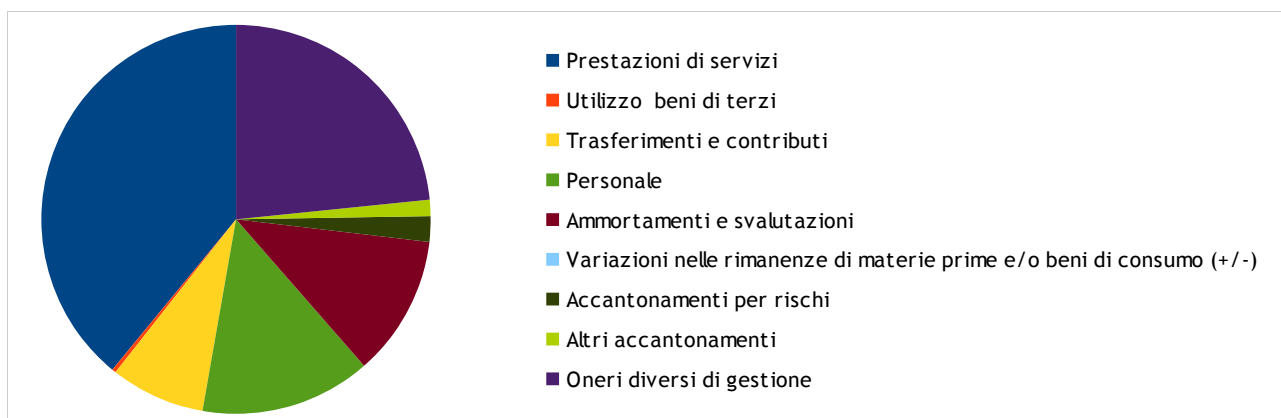 Prestazioni di servizi
Utilizzo beni di terzi
Trasferimenti e contributi
Personale
Ammortamenti e svalutazioni
Variazioni nelle rimanenze di materie prime e/o beni di consumo (+/-)
Accantonamenti per rischi
Altri accantonamenti
Oneri diversi di gestione